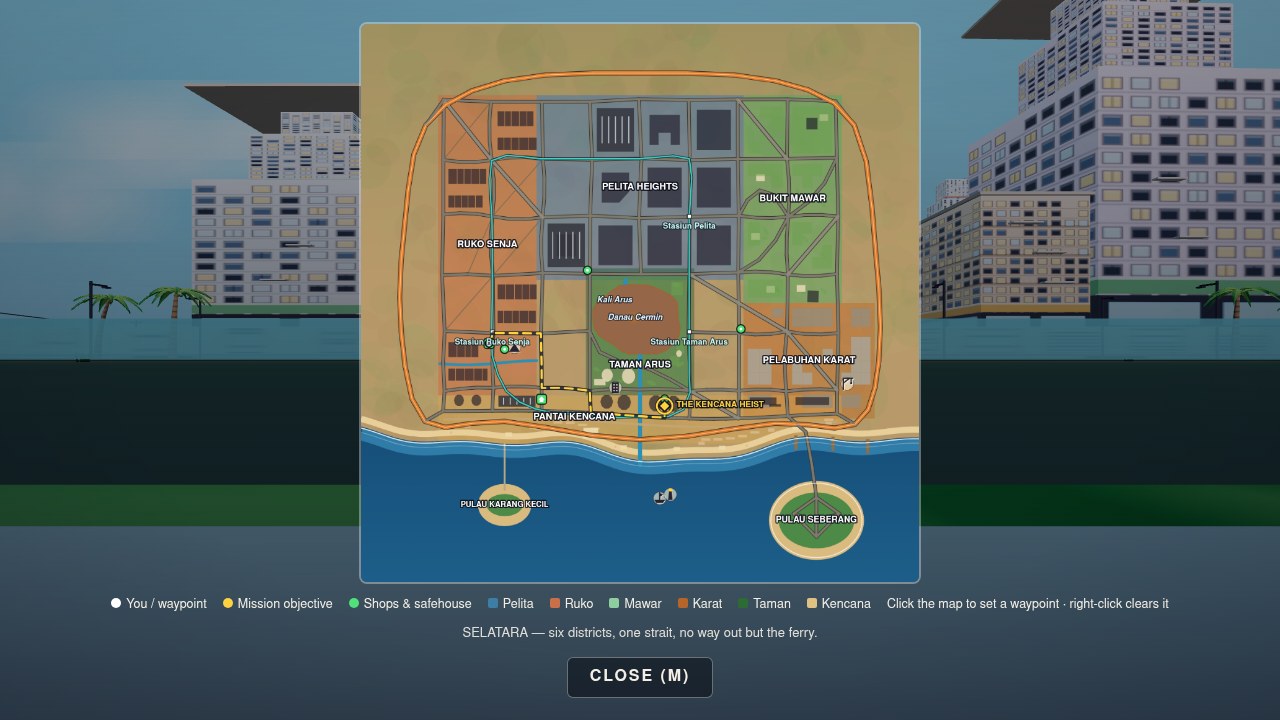 PELITA HEIGHTS
BUKIT MAWAR
Stasiun Pelita
RUKO SENJA
Kali Arus
Danau Cermin
Stasiun Ruko Senja
Stasiun Taman Arus
PELABUHAN KARAT
TAMAN ARUS
THE KENCANA HEIST
PANTAI KENCANA
PULAU KARANG KECIL
PULAU SEBERANG
You / waypoint Mission objective Shops & safehouse Pelita Ruko Mawar Karat Taman Kencana Click the map to set a waypoint · right-click clears it
SELATARA — six districts, one strait, no way out but the ferry.
CLOSE (M)